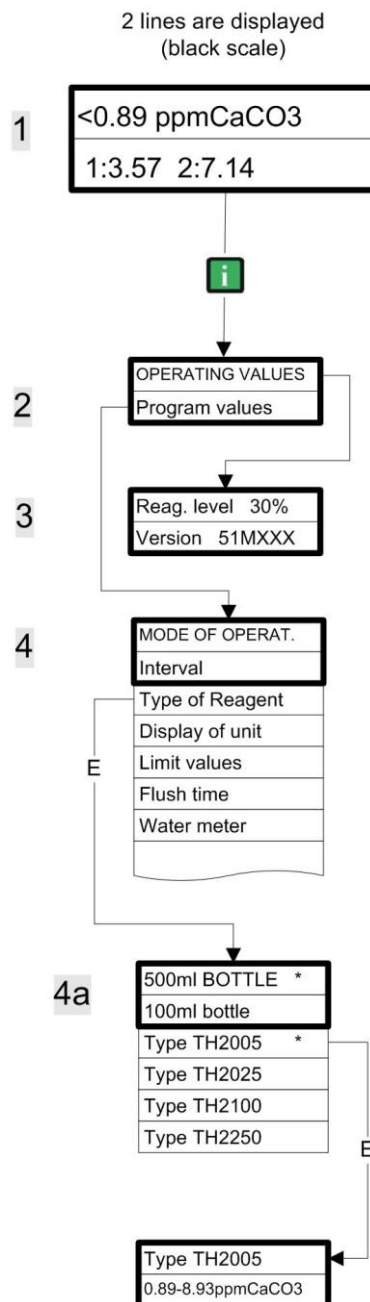 2 lines are displayed
(black scale)
1
<0.89 ppmCaCO3
1:3.57 2:7.14
i
2
OPERATING VALUES
Program values
3
Reag. level 30%
Version 51MXXX
4
MODE OF OPERAT.
Interval
Type of Reagent
Display of unit
Limit values
Flush time
Water meter
E
4a
500ml BOTTLE *
100ml bottle
Type TH2005 *
Type TH2025
Type TH2100
Type TH2250
E
Type TH2005
0.89-8.93ppmCaCO3